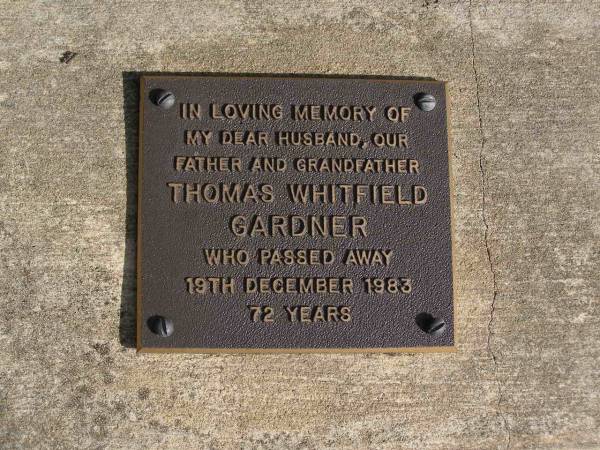 IN LOVING MEMORY OF
MY DEAR HUSBAND, OUR
FATHER AND GRANDFATHER
THOMAS WHITFIELD
GARDNER
WHO PASSED AWAY
19TH DECEMBER 1983
72 YEARS